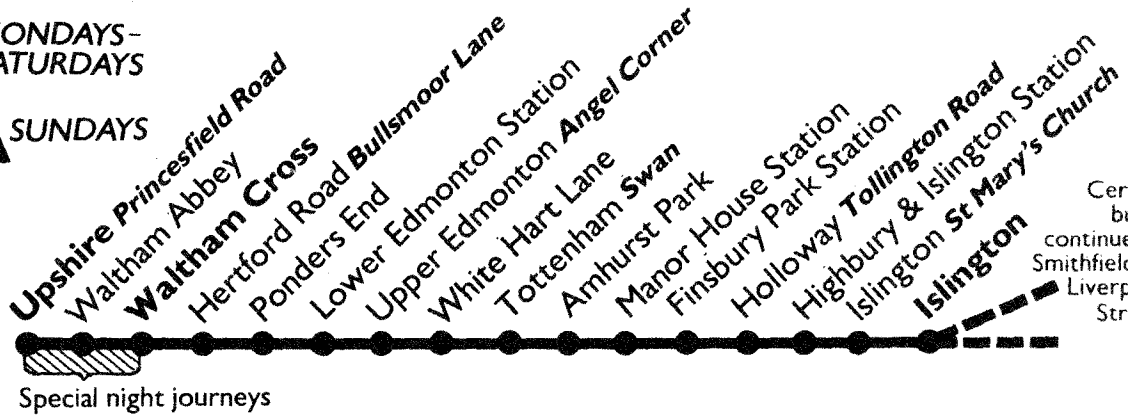 SUNDAYS
Upshire Princesfield Road
Waltham Abbey
Waltham Cross
Hertford Road Bullsmoor Lane
Ponders End
Lower Edmonton Station
Upper Edmonton Angel Corner
White Hart Lane
Tottenham Swan
Amhurst Park
Manor House Station
Finsbury Park Station
Holloway Tollington Road
Highbury & Islington Station
Islington St Mary's Church
Islington
continue
Smithfield
Special night journeys